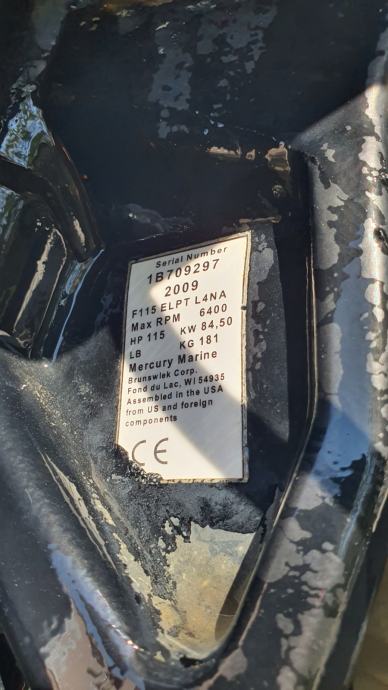 Serial Number
1B709297
2009
F115 ELPT L4NA
Max RPM 6400
HP 115 KW 84,50
LB KG 181
Mercury Marine
Brunswiek Corp.
Fond du Lac, WI 54935
Assembled in the USA
from US and foreign
components
CE